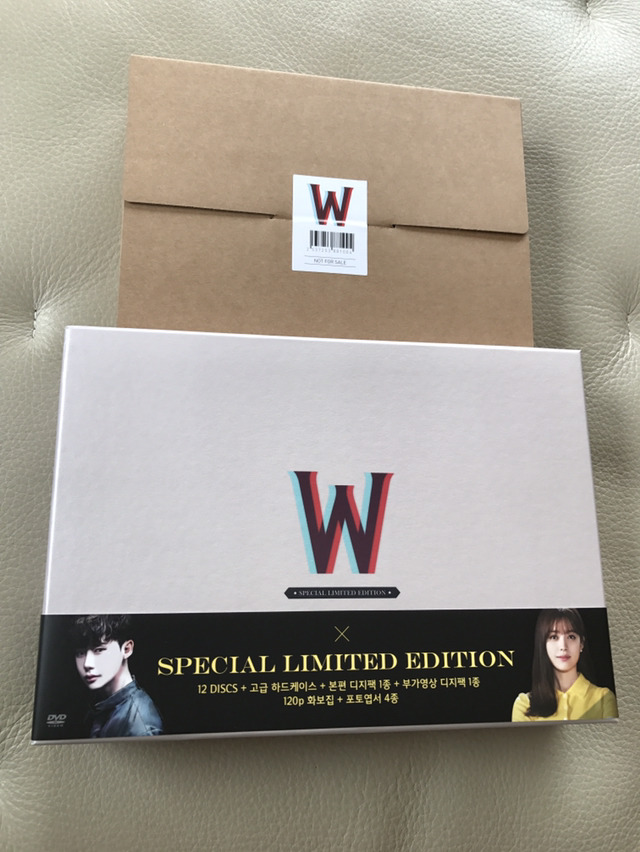 W
NOT FOR SALE
W
SPECIAL LIMITED EDITION
SPECIAL LIMITED EDITION
12 DISCS + 고급 하드케이스 + 본편 디지팩 1종 + 부가영상 디지팩 1종
120p 화보집 + 포토엽서 4종
DVD
VIDEO